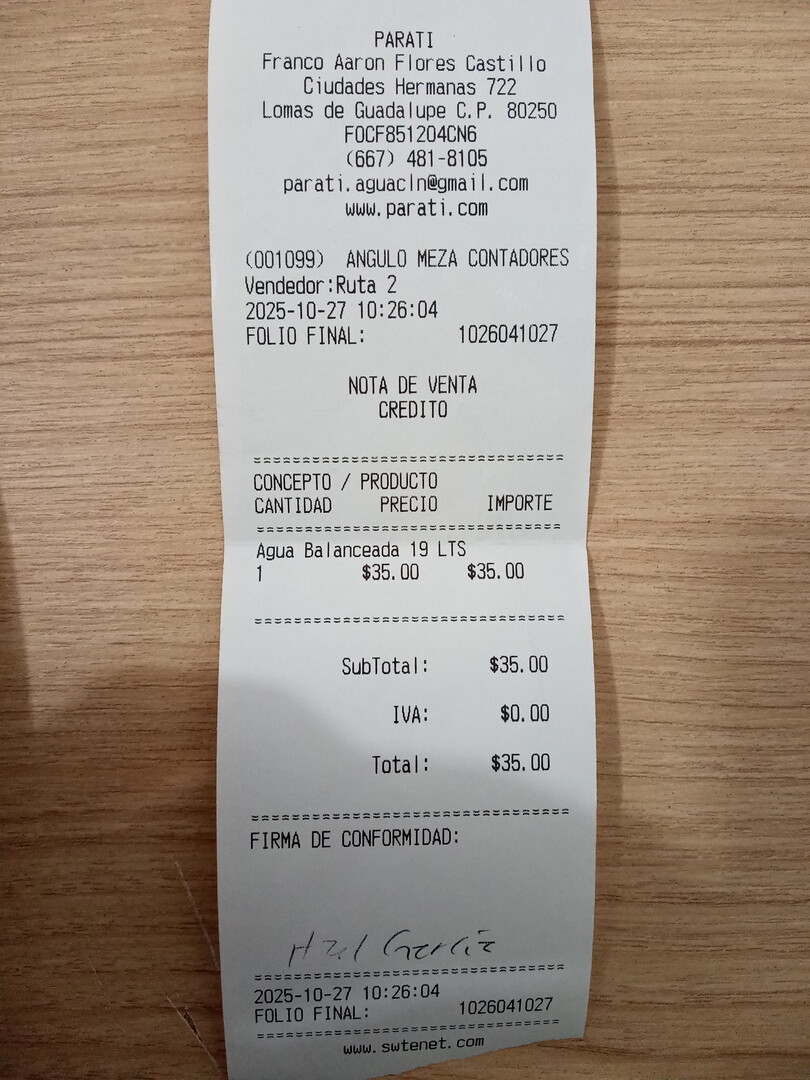 PARATI
Franco Aaron Flores Castillo
Ciudades Hermanas 722
Lomas de Guadalupe C.P. 80250
FOCF851204CN6
(667) 481-8105
parati.aguacln@gmail.com
www.parati.com
(001099) ANGULO MEZA CONTADORES
Vendedor:Ruta 2
2025-10-27 10:26:04
FOLIO FINAL: 1026041027
NOTA DE VENTA
CREDITO
CONCEPTO / PRODUCTO
CANTIDAD PRECIO IMPORTE
Agua Balanceada 19 LTS
1 $35.00 $35.00
SubTotal: $35.00
IVA: $0.00
Total: $35.00
FIRMA DE CONFORMIDAD:
García
2025-10-27 10:26:04
FOLIO FINAL: 1026041027
www.swtenet.com